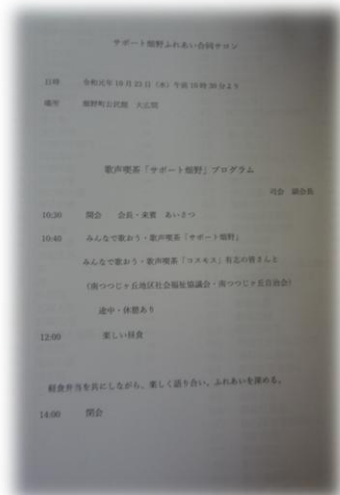 サポート畑野ふれあい合同サロン
日時 令和元年10月23日(水)午前10時30分より
場所 畑野町公民館 大広間
歌声喫茶「サポート畑野」プログラム
司会 副会長
10:30 開会 会長・来賓 あいさつ
10:40 みんなで歌おう・歌声喫茶「サポート畑野」
みんなで歌おう・歌声喫茶「コスモス」有志の皆さんと
(南つつじヶ丘地区社会福祉協議会・南つつじヶ丘自治会)
途中・休憩あり
12:00 楽しい昼食
軽食弁当を共にしながら、楽しく語り合い。ふれあいを深める。
14:00 閉会